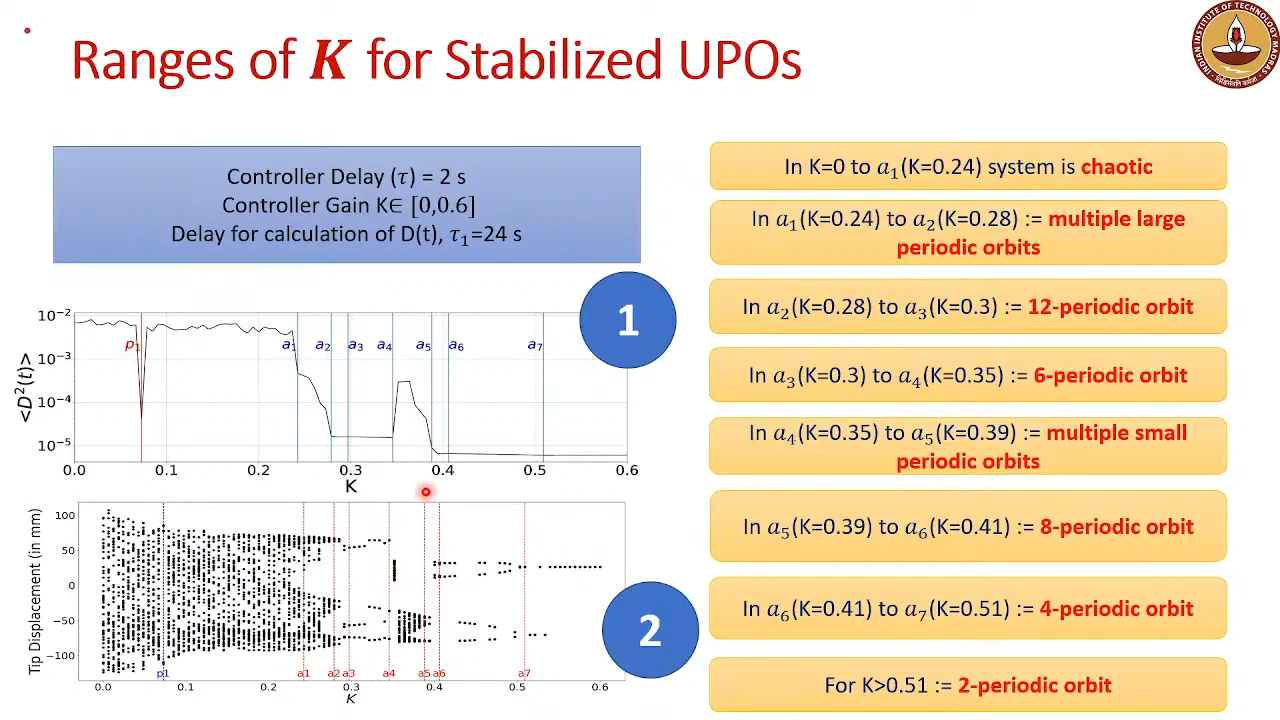 Ranges of K for Stabilized UPOs
INDIAN INSTITUTE OF TECHNOLOGY MADRAS
Controller Delay (τ) = 2 s
Controller Gain K∈ [0,0.6]
Delay for calculation of D(t), τ₁=24 s
1
10⁻²
10⁻³
10⁻⁴
10⁻⁵
<D²(t)>
p₁ a₁ a₂ a₃ a₄ a₅ a₆ a₇
0.0 0.1 0.2 0.3 0.4 0.5 0.6
K
100
50
0
−50
−100
Tip Displacement (in mm)
p1 a1 a2 a3 a4 a5 a6 a7
0.0 0.1 0.2 0.3 0.4 0.5 0.6
K
2
In K=0 to a₁(K=0.24) system is chaotic
In a₁(K=0.24) to a₂(K=0.28) := multiple large
periodic orbits
In a₂(K=0.28) to a₃(K=0.3) := 12-periodic orbit
In a₃(K=0.3) to a₄(K=0.35) := 6-periodic orbit
In a₄(K=0.35) to a₅(K=0.39) := multiple small
periodic orbits
In a₅(K=0.39) to a₆(K=0.41) := 8-periodic orbit
In a₆(K=0.41) to a₇(K=0.51) := 4-periodic orbit
For K>0.51 := 2-periodic orbit